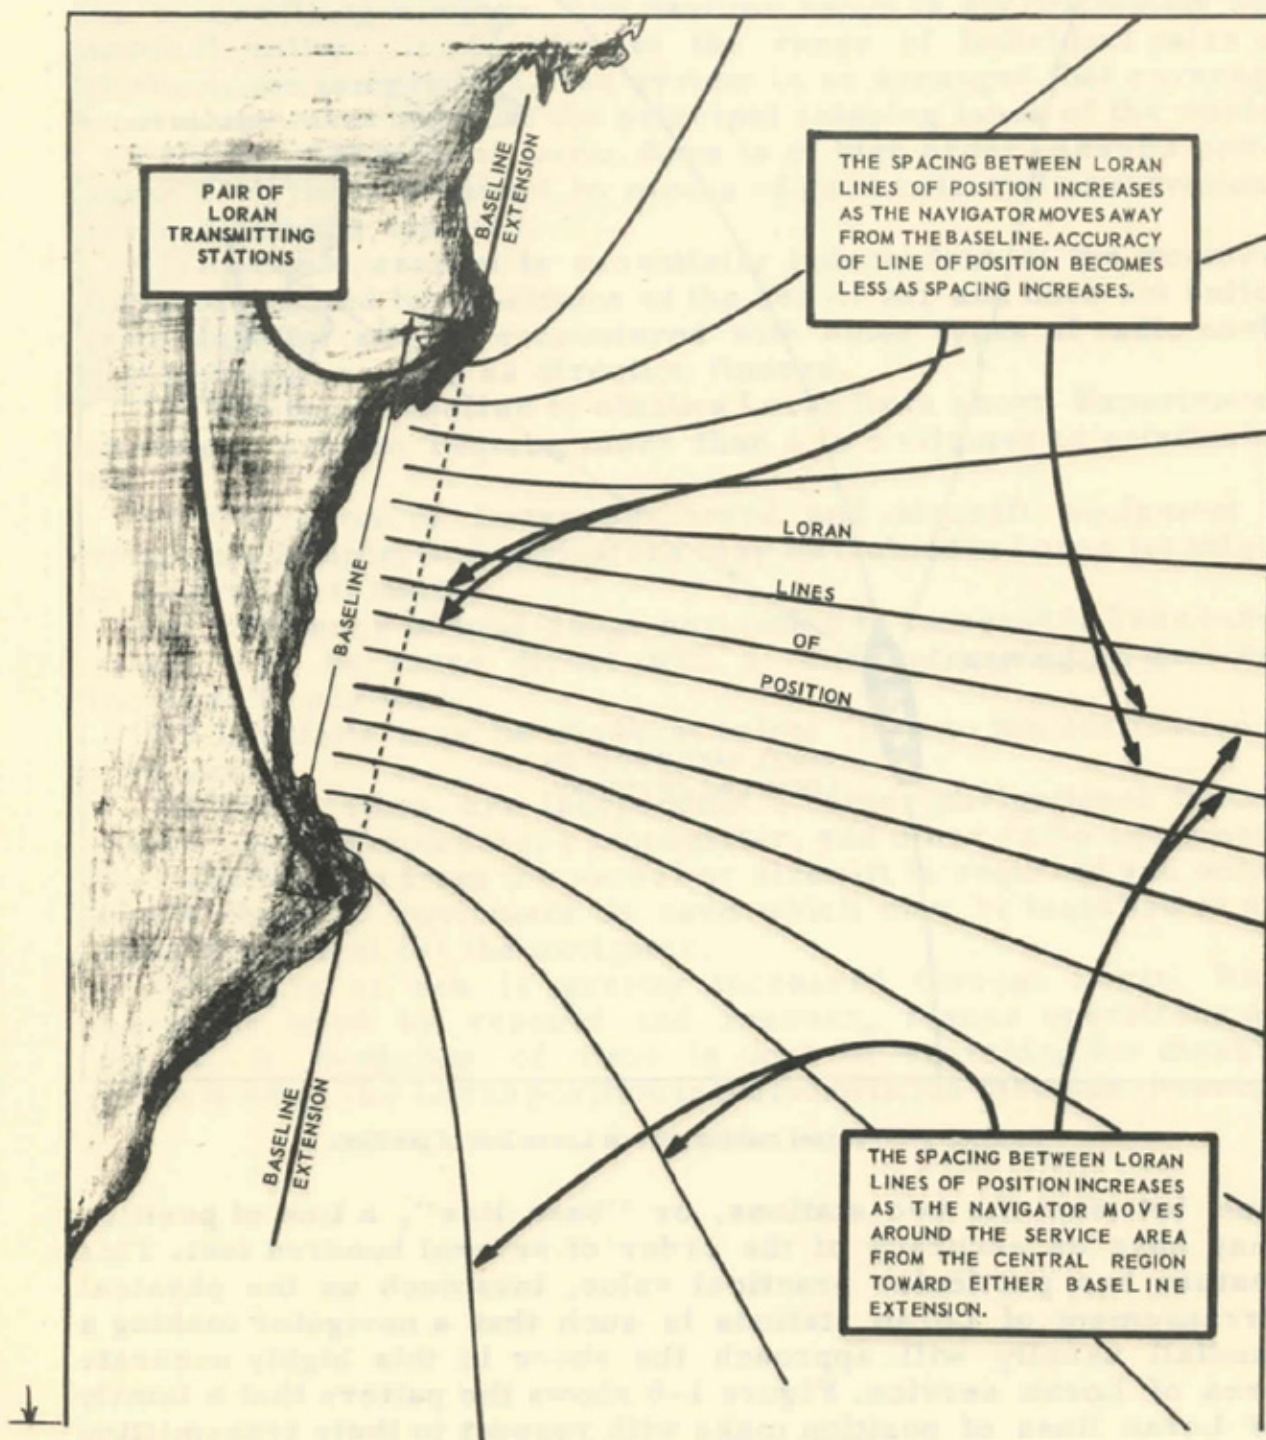 PAIR OF
LORAN
TRANSMITTING
STATIONS
BASELINE
EXTENSION
THE SPACING BETWEEN LORAN
LINES OF POSITION INCREASES
AS THE NAVIGATOR MOVES AWAY
FROM THE BASELINE. ACCURACY
OF LINE OF POSITION BECOMES
LESS AS SPACING INCREASES.
BASELINE
LORAN
LINES
OF
POSITION
BASELINE
EXTENSION
THE SPACING BETWEEN LORAN
LINES OF POSITION INCREASES
AS THE NAVIGATOR MOVES
AROUND THE SERVICE AREA
FROM THE CENTRAL REGION
TOWARD EITHER BASELINE
EXTENSION.